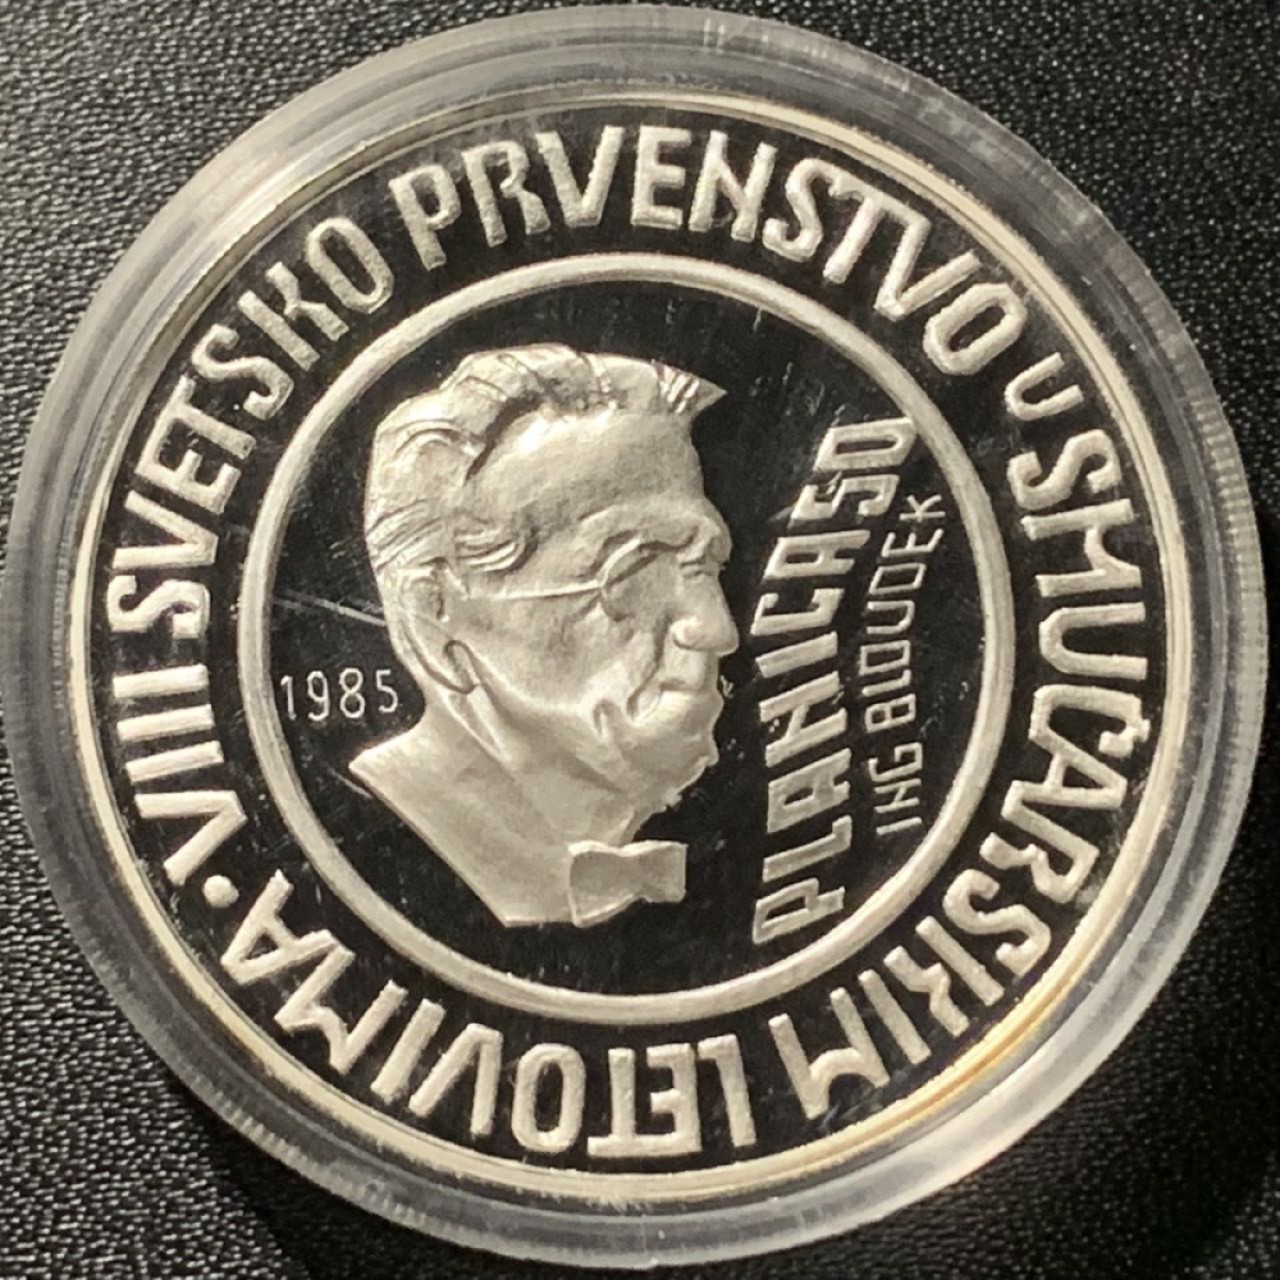 VIII SVETSKO PRVENSTVO U SMUČARSKIM LETOVIMA •
1985
PLANICA 50
ING BLOUDEK